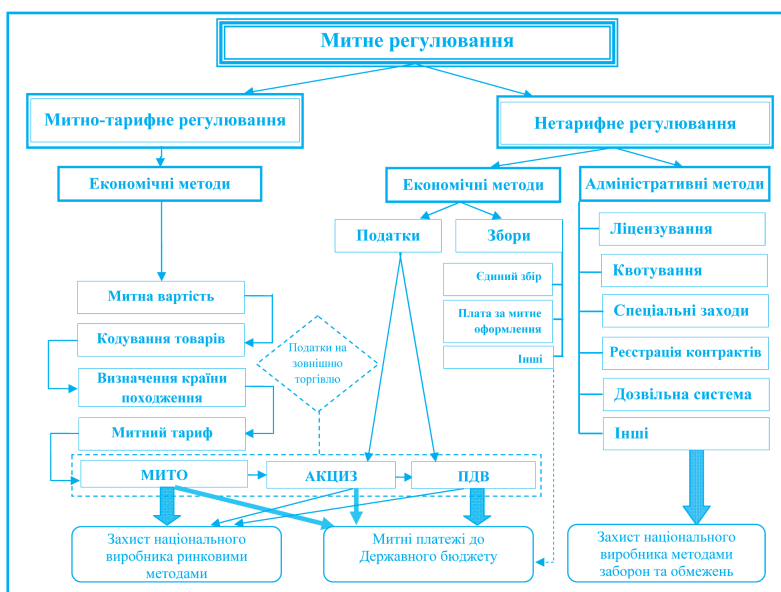 Митне регулювання
Митно-тарифне регулювання
Нетарифне регулювання
Економічні методи
Економічні методи
Адміністративні методи
Податки
Збори
Ліцензування
Квотування
Спеціальні заходи
Реєстрація контрактів
Дозвільна система
Інші
Єдиний збір
Плата за митне
оформлення
Інші
Митна вартість
Кодування товарів
Визначення країни
походження
Митний тариф
Податки на
зовнішню
торгівлю
МИТО
АКЦИЗ
ПДВ
Захист національного
виробника ринковими
методами
Митні платежі до
Державного бюджету
Захист національного
виробника методами
заборон та обмежень